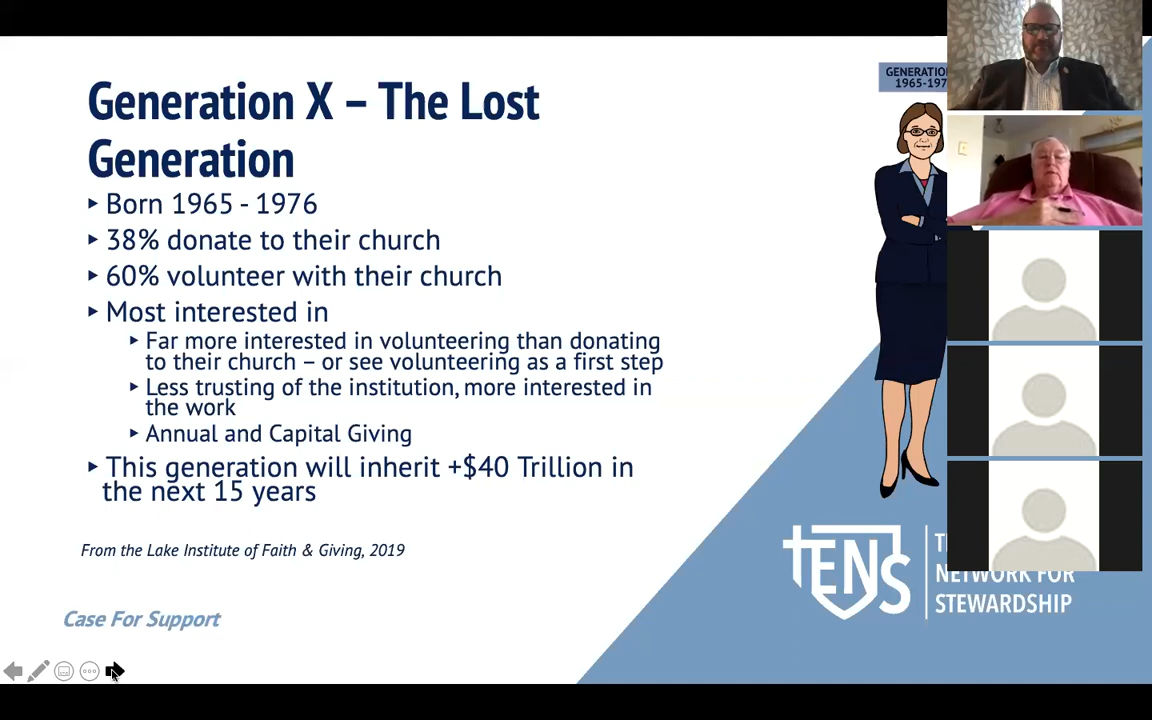 Generation X – The Lost
Generation
Born 1965 - 1976
38% donate to their church
60% volunteer with their church
Most interested in
Far more interested in volunteering than donating
to their church – or see volunteering as a first step
Less trusting of the institution, more interested in
the work
Annual and Capital Giving
This generation will inherit +$40 Trillion in
the next 15 years
From the Lake Institute of Faith & Giving, 2019
Case For Support
TENS
NETWORK FOR
STEWARDSHIP